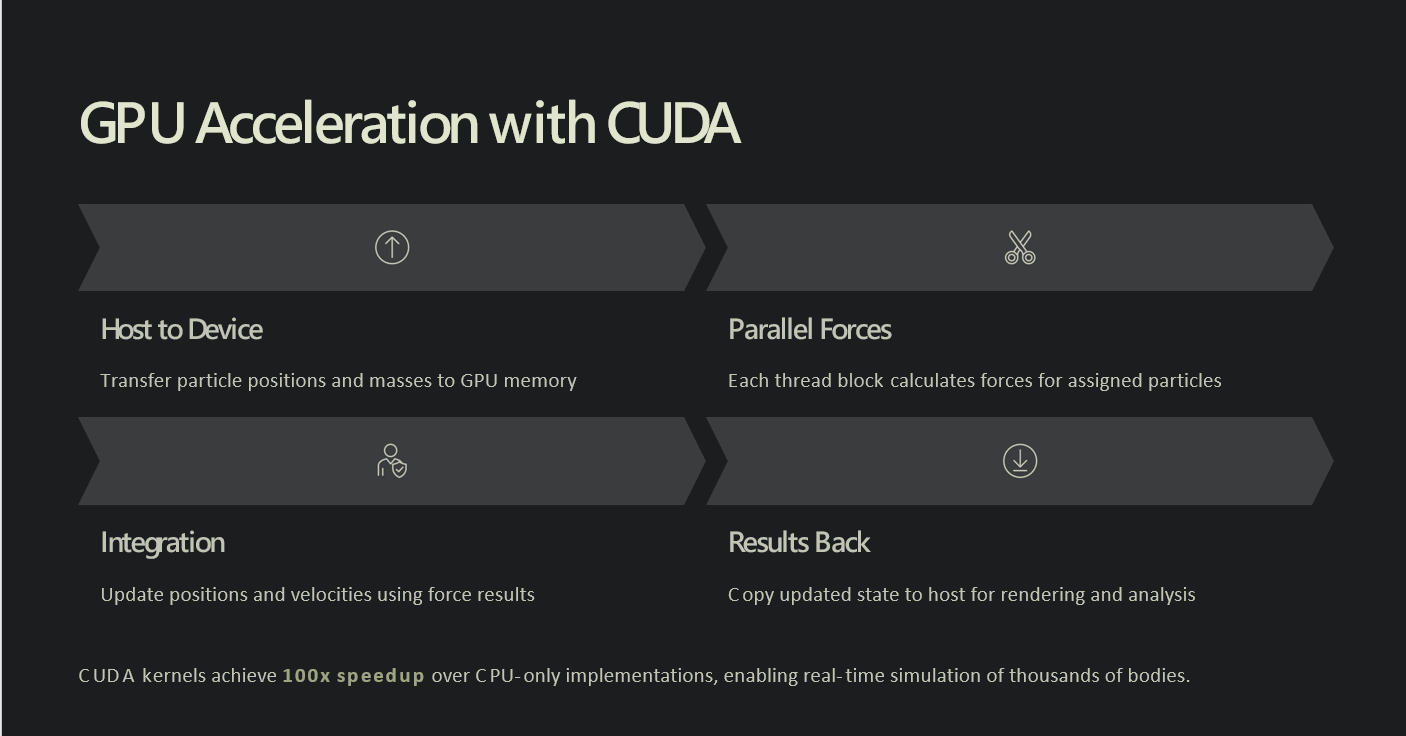 GPU Acceleration with CUDA
Host to Device
Transfer particle positions and masses to GPU memory
Parallel Forces
Each thread block calculates forces for assigned particles
Integration
Update positions and velocities using force results
Results Back
Copy updated state to host for rendering and analysis
CUDA kernels achieve 100x speedup over CPU-only implementations, enabling real-time simulation of thousands of bodies.